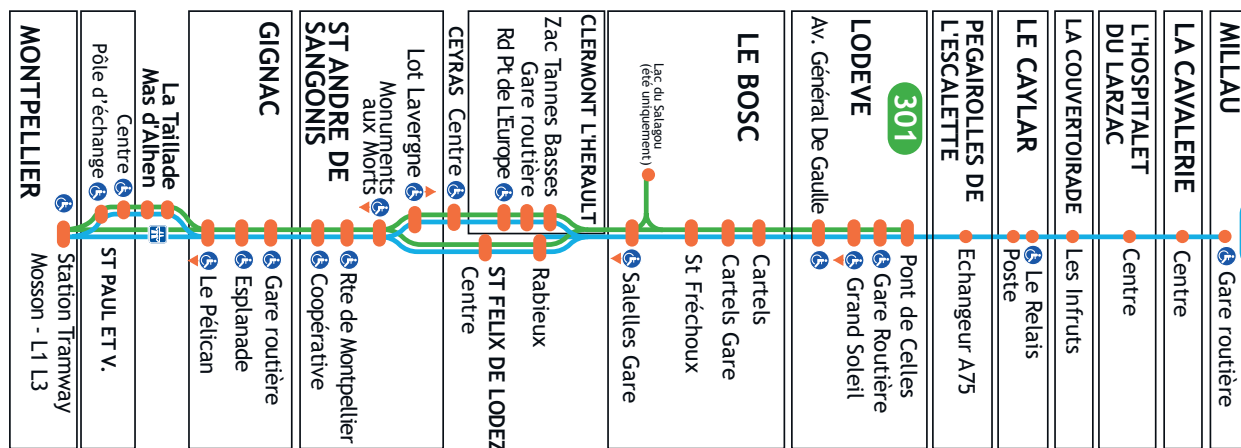 MONTPELLIER
Station Tramway
Mosson - L1 L3
Pôle d'échange
Centre
ST PAUL ET V.
La Taillade
Mas d'Alhen
GIGNAC
Le Pélican
Esplanade
Gare routière
ST ANDRE DE
SANGONIS
Coopérative
Rte de Montpellier
Monuments
aux Morts
Lot Lavergne
CEYRAS Centre
CLERMONT L'HERAULT
Rd Pt de L'Europe
Gare routière
Zac Tannes Basses
ST FELIX DE LODEZ
Centre
Rabieux
LE BOSC
Lac du Salagou
(été uniquement)
Salelles Gare
St Fréchoux
Cartels Gare
Cartels
LODEVE
301
Av. Général De Gaulle
Grand Soleil
Gare Routière
Pont de Celles
PEGAIROLLES DE
L'ESCALETTE
Echangeur A75
LE CAYLAR
Poste
Le Relais
LA COUVERTOIRADE
Les Infruts
L'HOSPITALET
DU LARZAC
Centre
LA CAVALERIE
Centre
MILLAU
Gare routière